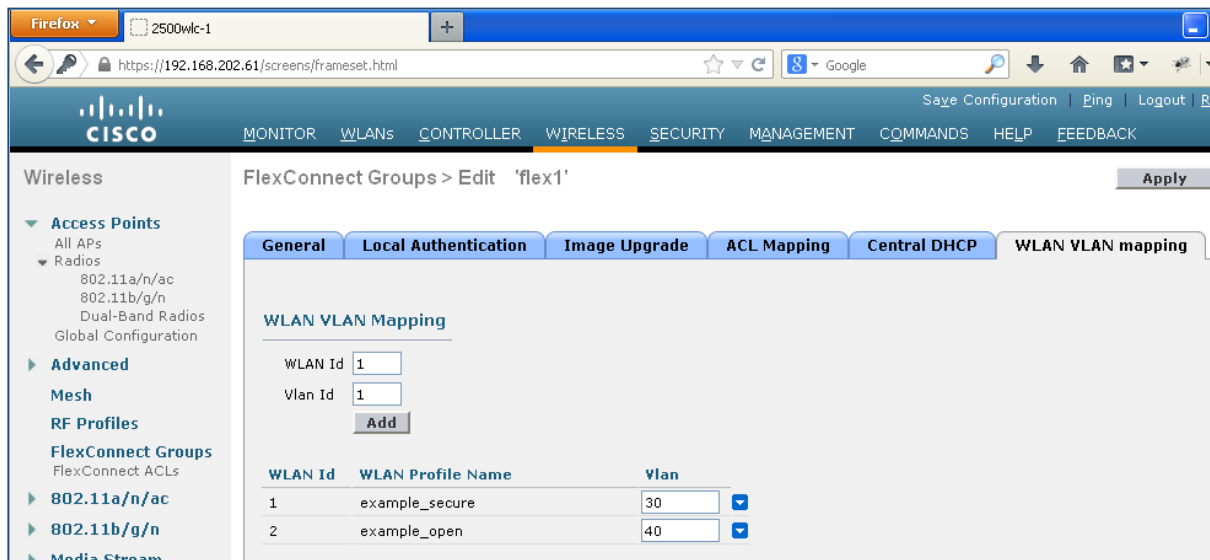 Firefox
2500wlc-1
https://192.168.202.61/screens/frameset.html
8
Google
Save Configuration | Ping | Logout | R
CISCO
MONITOR WLANs CONTROLLER WIRELESS SECURITY MANAGEMENT COMMANDS HELP FEEDBACK
Wireless
Access Points
All APs
Radios
802.11a/n/ac
802.11b/g/n
Dual-Band Radios
Global Configuration
Advanced
Mesh
RF Profiles
FlexConnect Groups
FlexConnect ACLs
802.11a/n/ac
802.11b/g/n
Media Stream
FlexConnect Groups > Edit 'flex1'
Apply
General Local Authentication Image Upgrade ACL Mapping Central DHCP WLAN VLAN mapping
WLAN VLAN Mapping
WLAN Id 1
Vlan Id 1
Add
WLAN Id WLAN Profile Name Vlan
1 example_secure 30
2 example_open 40